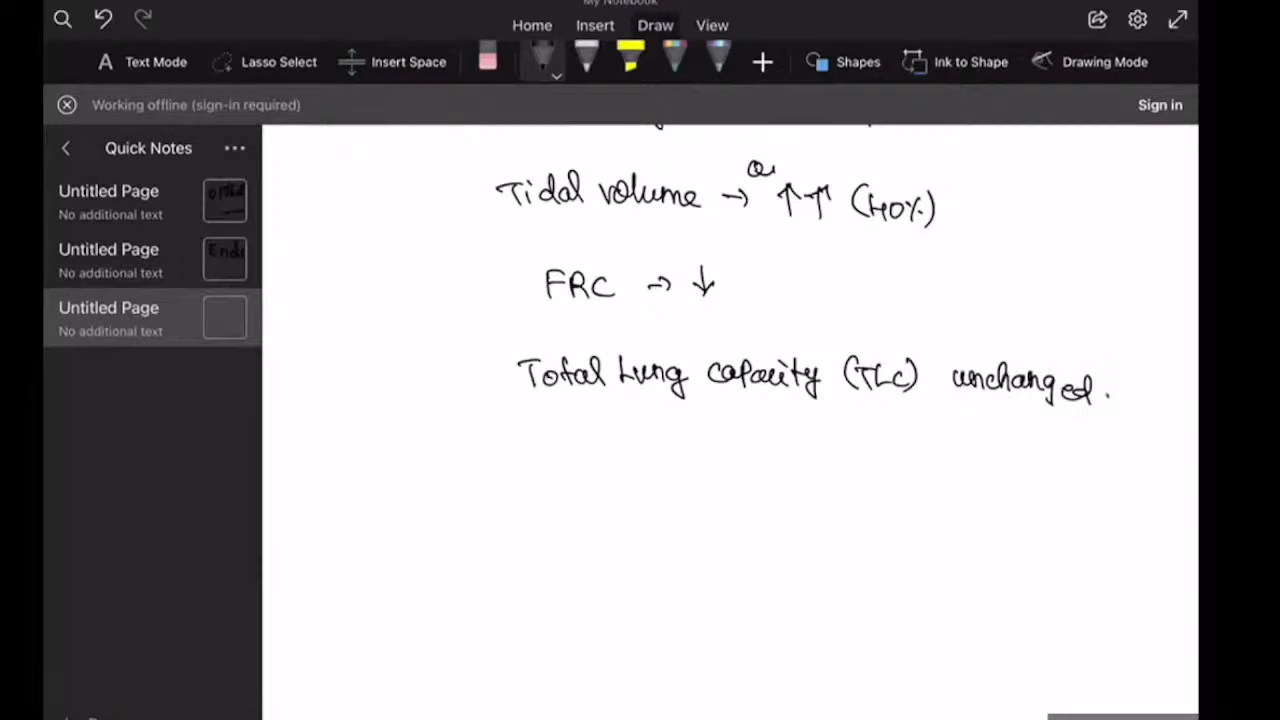 My Notebook
Home Insert Draw View
Text Mode Lasso Select Insert Space Shapes Ink to Shape Drawing Mode
Working offline (sign-in required) Sign in
Quick Notes
Untitled Page
No additional text
Untitled Page
No additional text
Untitled Page
No additional text
Tidal volume → ↑↑ (40%)
FRC → ↓
Total Lung capacity (TLC) unchanged.